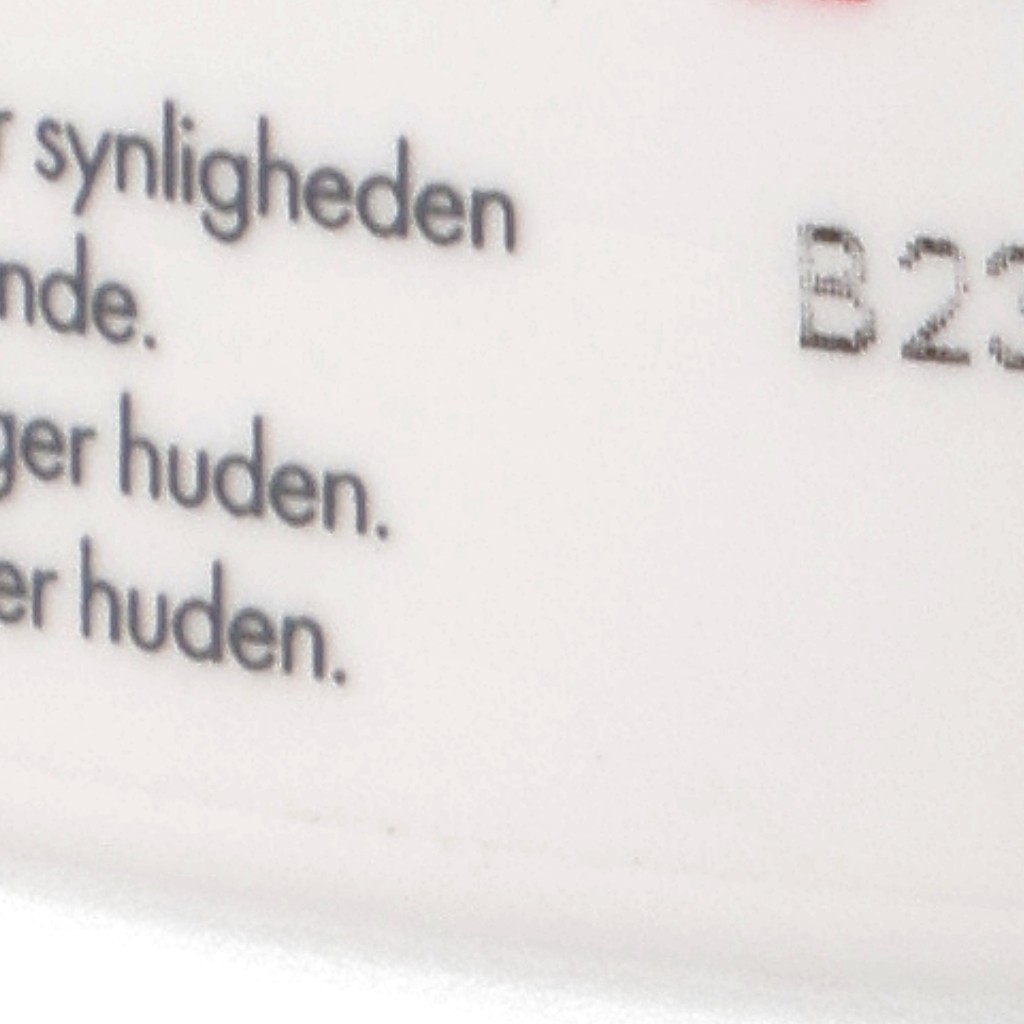 synligheden
nde.
ger huden.
er huden.
B23